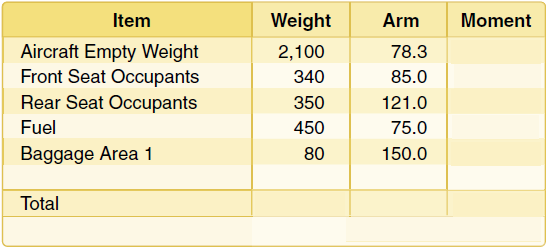 Item Weight Arm Moment
Aircraft Empty Weight 2,100 78.3
Front Seat Occupants 340 85.0
Rear Seat Occupants 350 121.0
Fuel 450 75.0
Baggage Area 1 80 150.0
Total